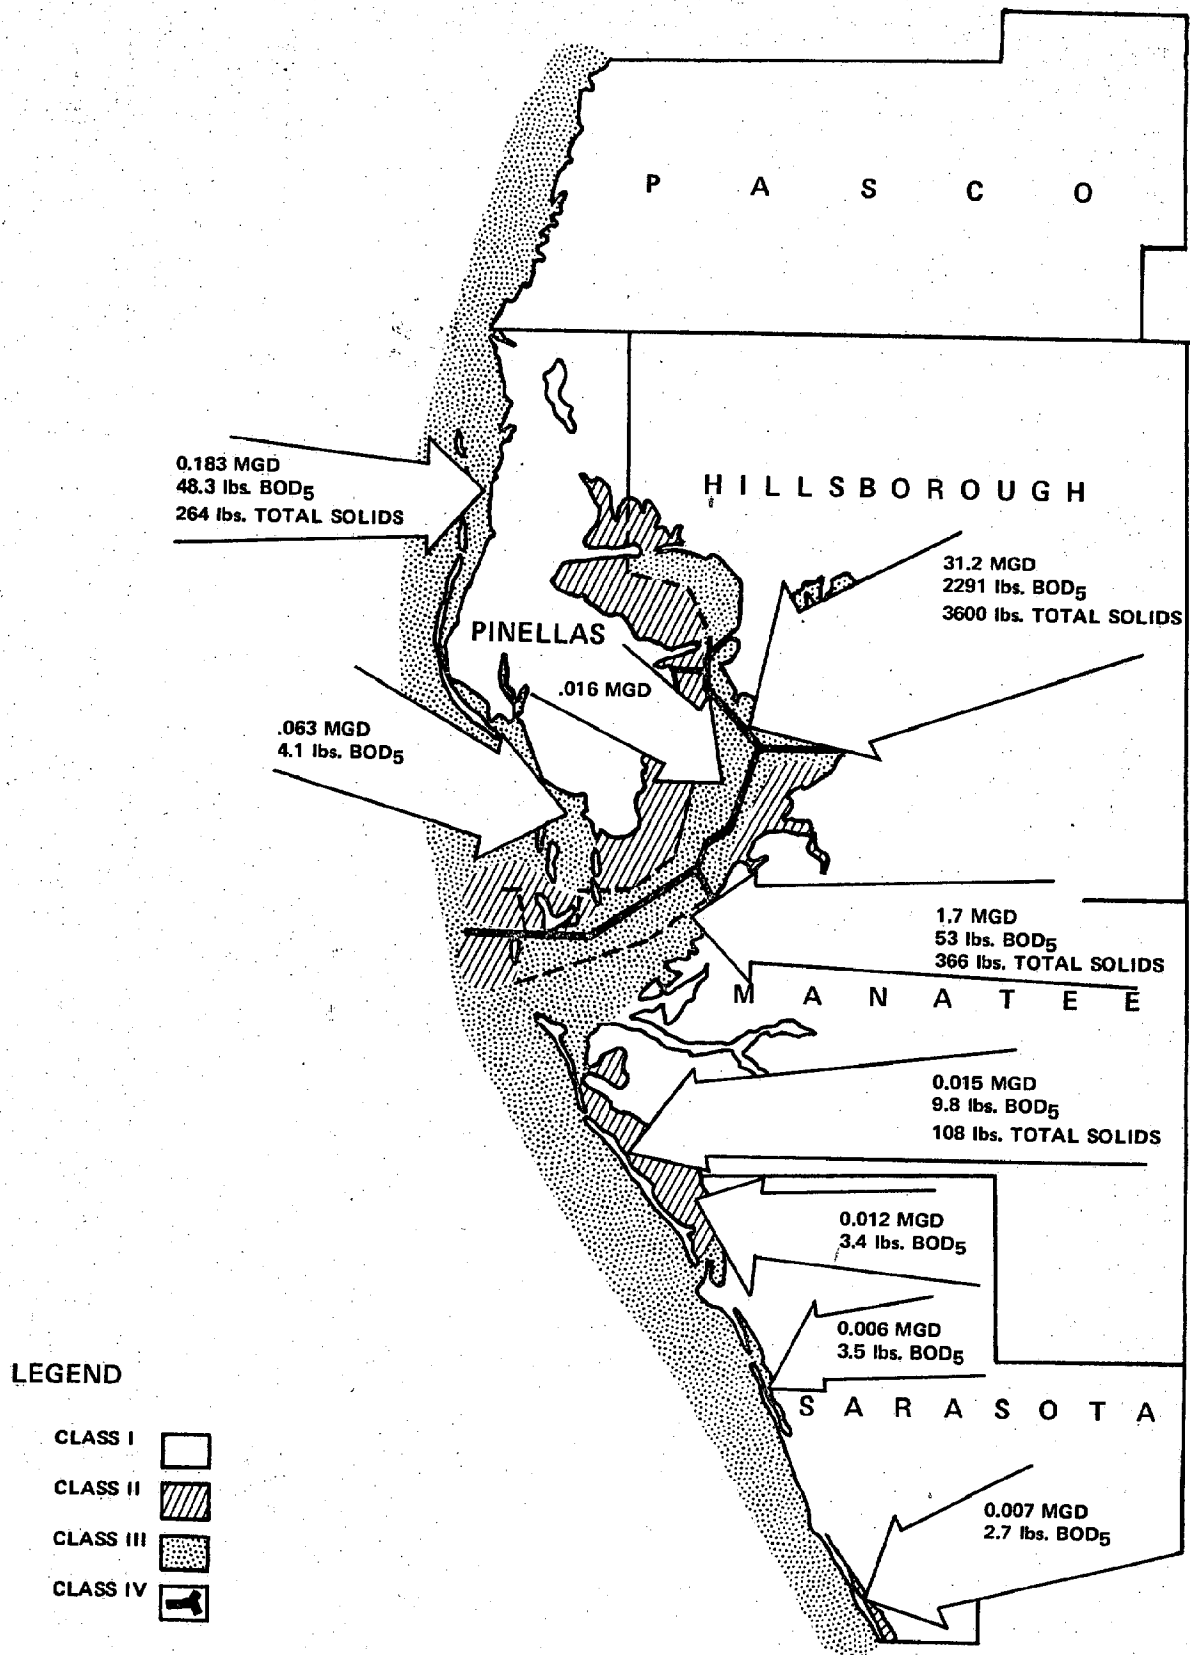 P A S C O
0.183 MGD
48.3 lbs. BOD5
264 lbs. TOTAL SOLIDS
HILLSBOROUGH
31.2 MGD
2291 lbs. BOD5
3600 lbs. TOTAL SOLIDS
PINELLAS
.016 MGD
.063 MGD
4.1 lbs. BOD5
1.7 MGD
53 lbs. BOD5
366 lbs. TOTAL SOLIDS
M A N A T E E
0.015 MGD
9.8 lbs. BOD5
108 lbs. TOTAL SOLIDS
0.012 MGD
3.4 lbs. BOD5
0.006 MGD
3.5 lbs. BOD5
S A R A S O T A
0.007 MGD
2.7 lbs. BOD5
LEGEND
CLASS I
CLASS II
CLASS III
CLASS IV